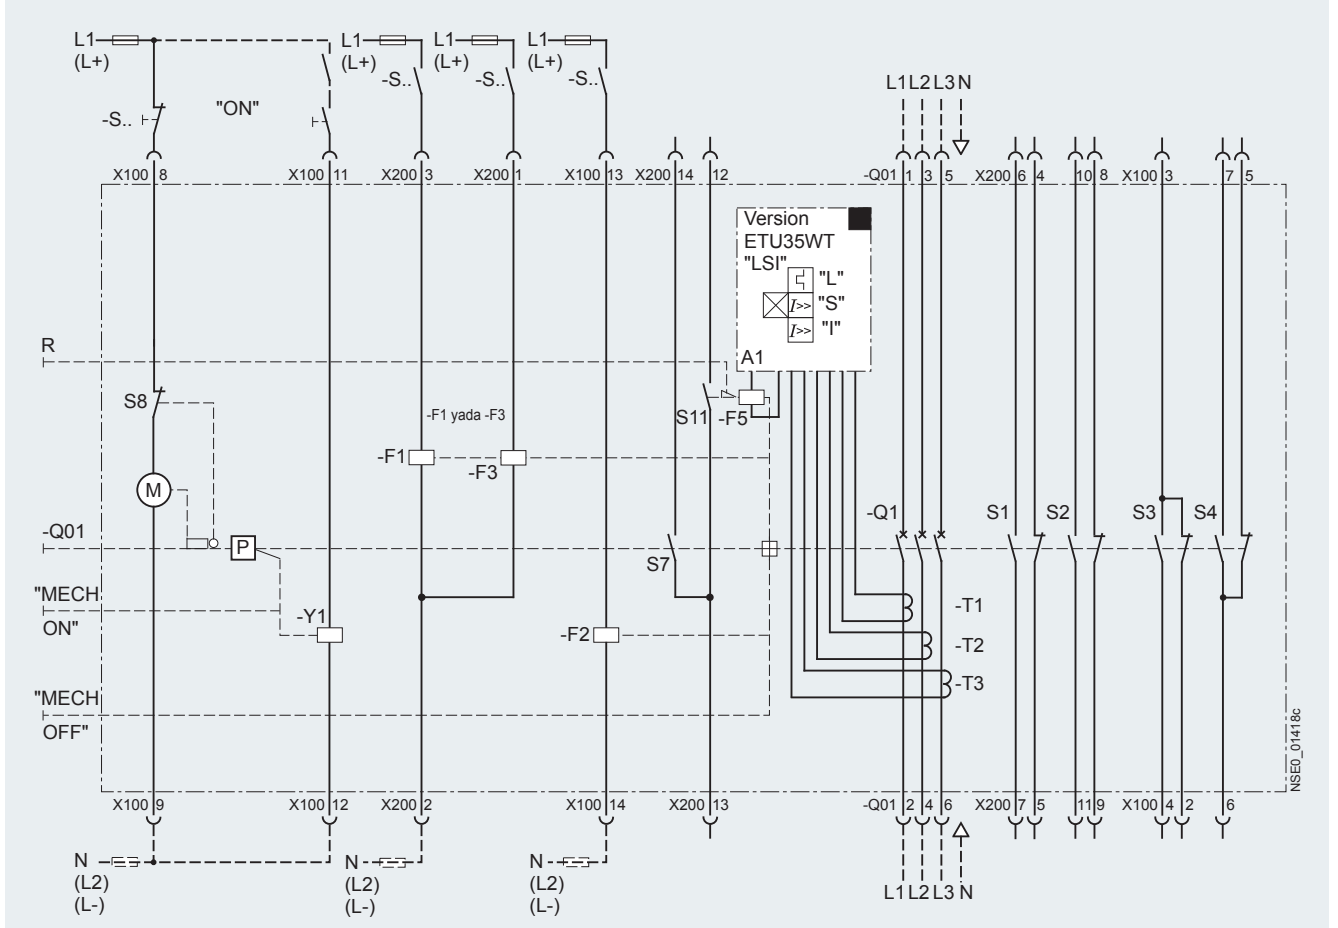 L1 L1 L1 L1
(L+) (L+) (L+) (L+)
-S.. "ON" -S.. -S.. -S..
L1 L2 L3 N
X100 8 X100 11 X200 3 X200 1 X100 13 X200 14 12 -Q01 1 3 5 X200 6 4 10 8 X100 3 7 5
Version
ETU35WT
"LSI"
"L"
I>> "S"
I>> "I"
A1
R
S8
-F1 yada -F3
S11 -F5
-F1 -F3
M
-Q1 S1 S2 S3 S4
-Q01
P
S7
"MECH
ON"
-Y1
-F2
-T1
-T2
-T3
"MECH
OFF"
NSE0_01418c
X100 9 X100 12 X200 2 X100 14 X200 13 -Q01 2 4 6 X200 7 5 11 9 X100 4 2 6
N N N
(L2) (L2) (L2)
(L-) (L-) (L-)
L1 L2 L3 N